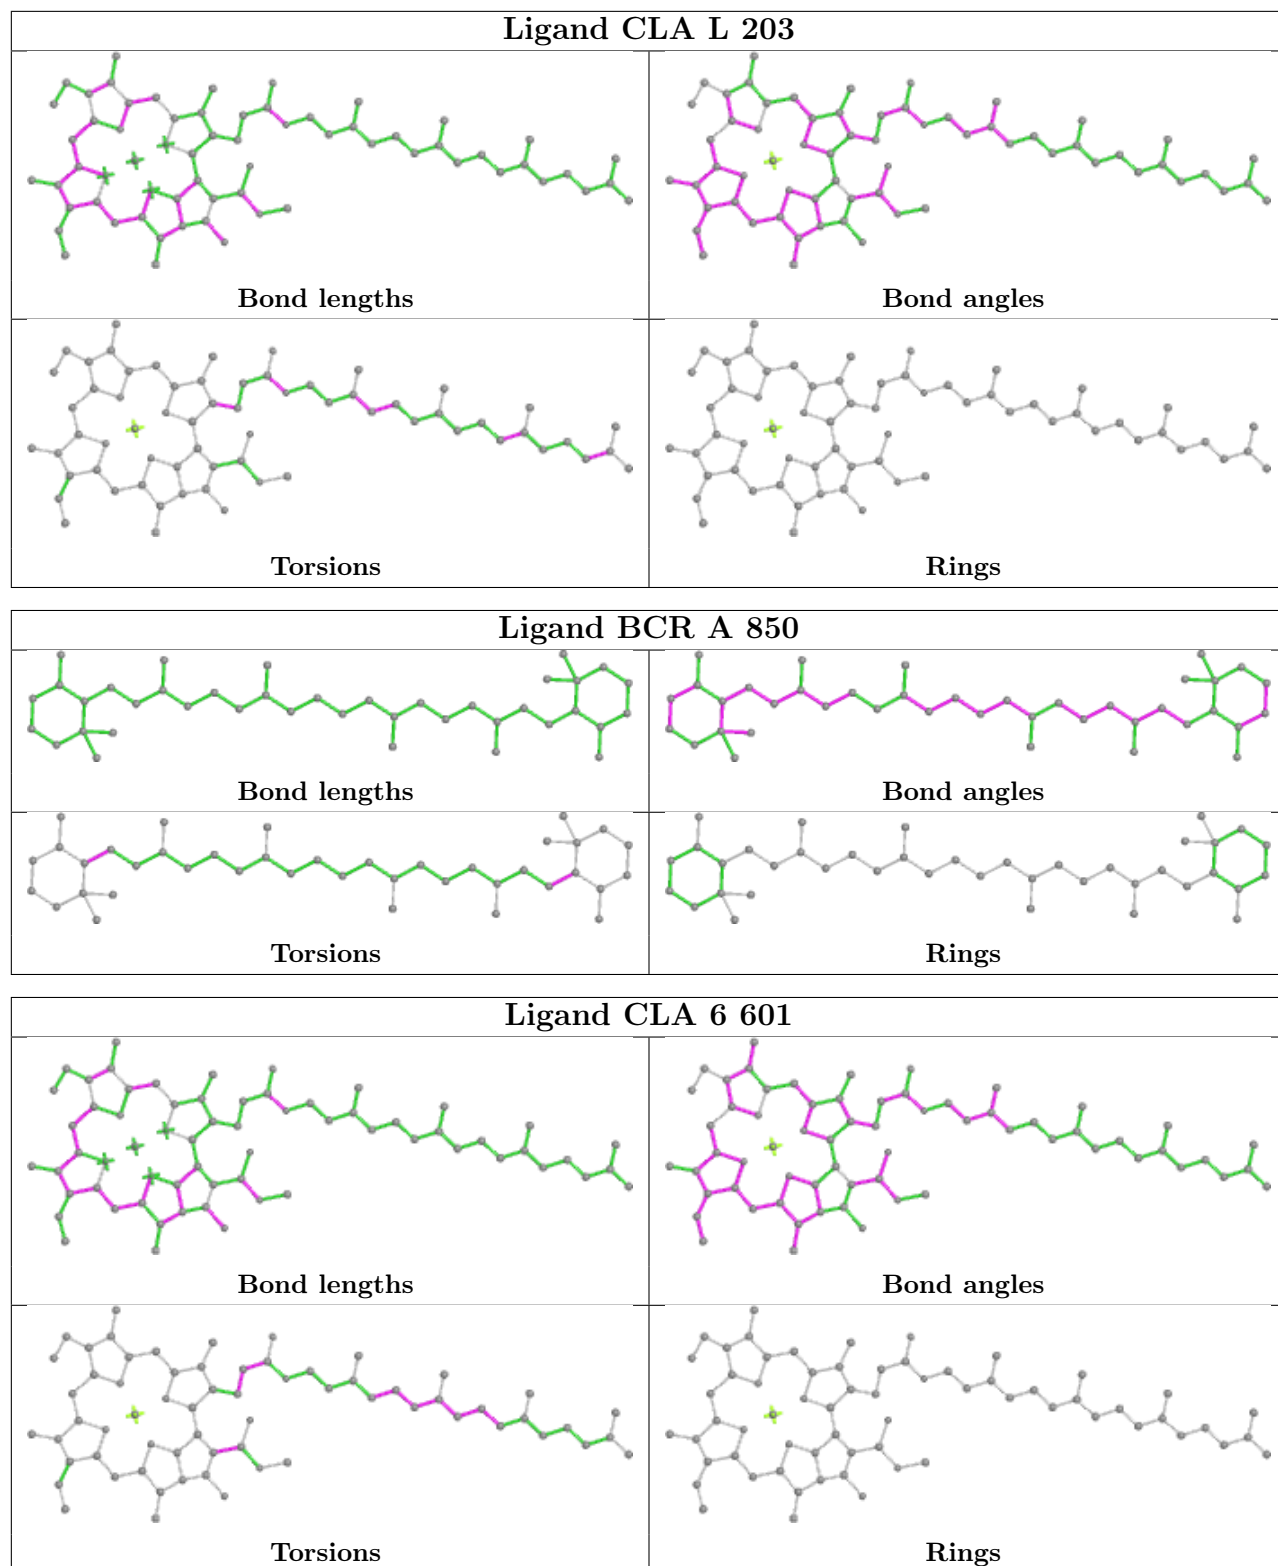 Ligand CLA L 203
Bond lengths
Bond angles
Torsions
Rings
Ligand BCR A 850
Bond lengths
Bond angles
Torsions
Rings
Ligand CLA 6 601
Bond lengths
Bond angles
Torsions
Rings